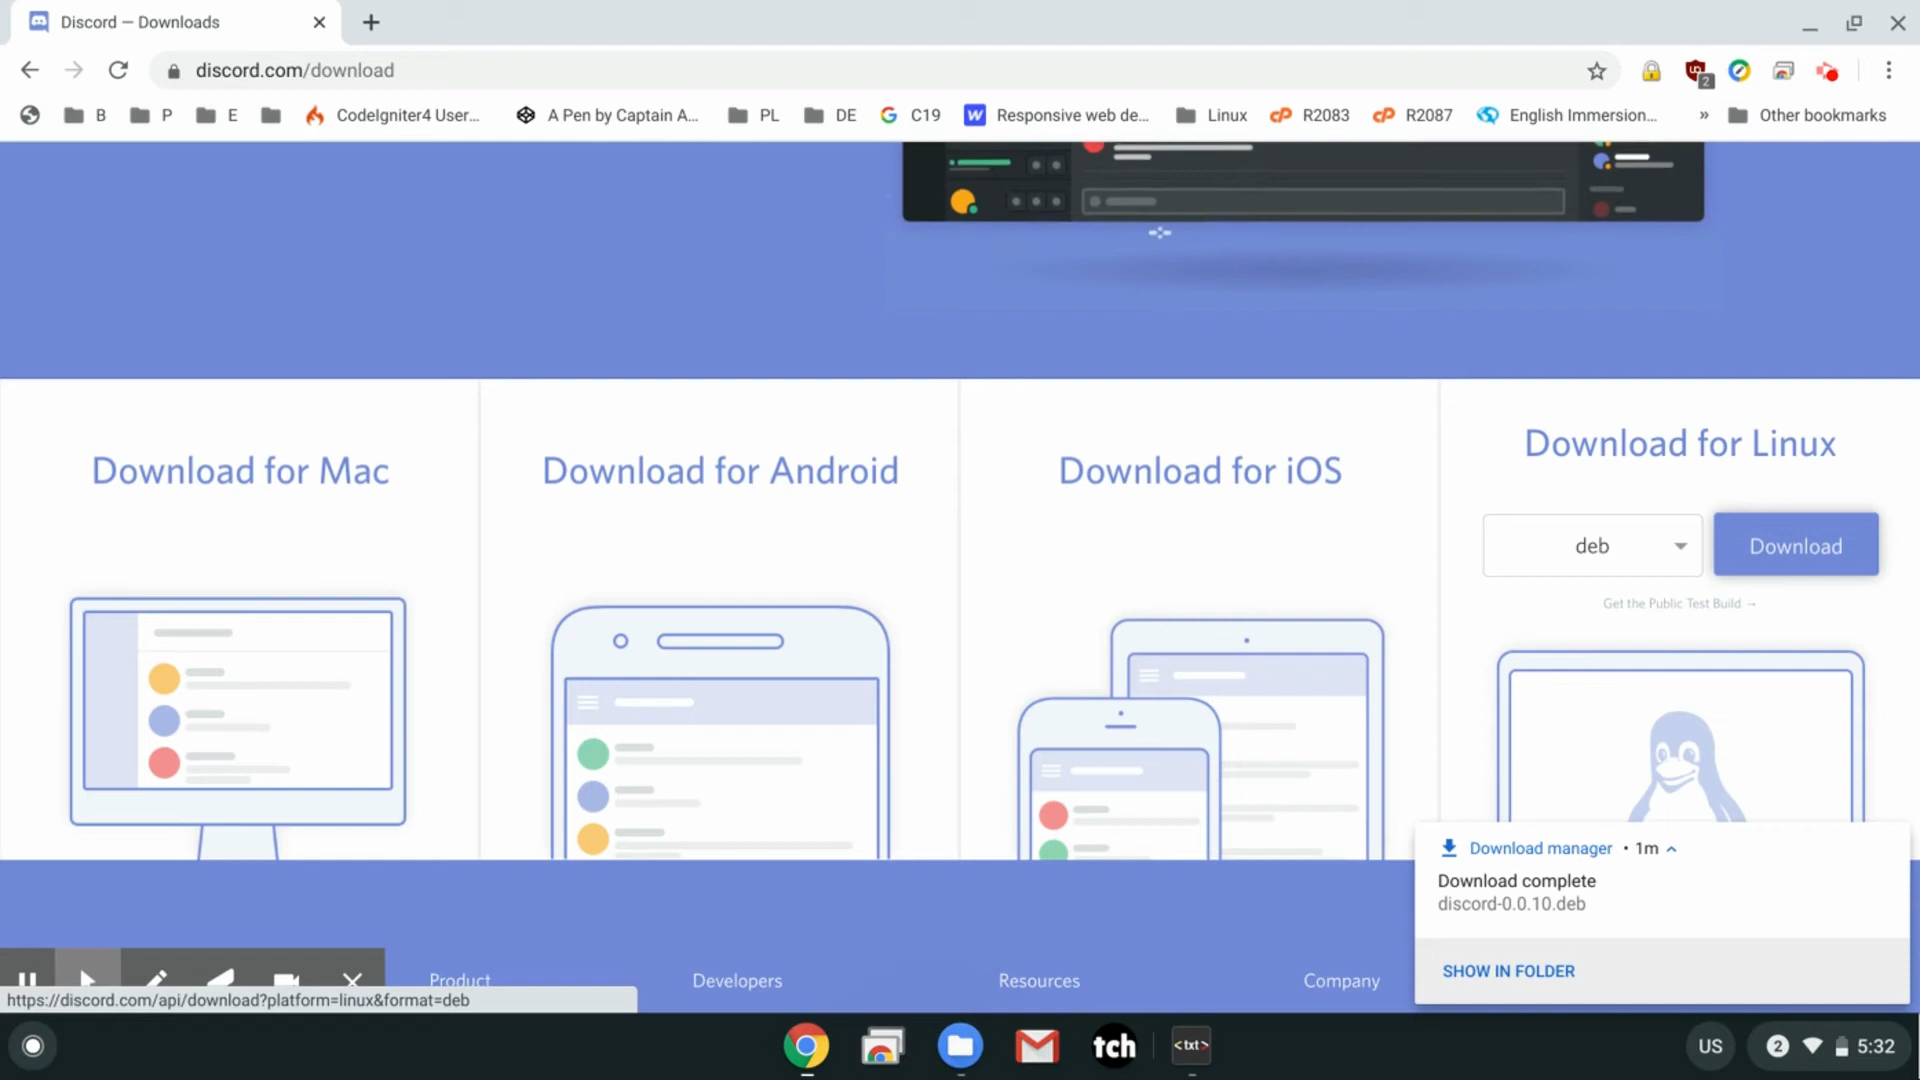 Discord — Downloads
discord.com/download
2
B P E CodeIgniter4 User... A Pen by Captain A... PL DE C19 W Responsive web de... Linux cP R2083 cP R2087 English Immersion... » Other bookmarks
Download for Mac
Download for Android
Download for iOS
Download for Linux
deb
Download
Get the Public Test Build →
Download manager • 1m
Download complete
discord-0.0.10.deb
SHOW IN FOLDER
Product
Developers
Resources
Company
https://discord.com/api/download?platform=linux&format=deb
tch
<txt>
US
2
5:32